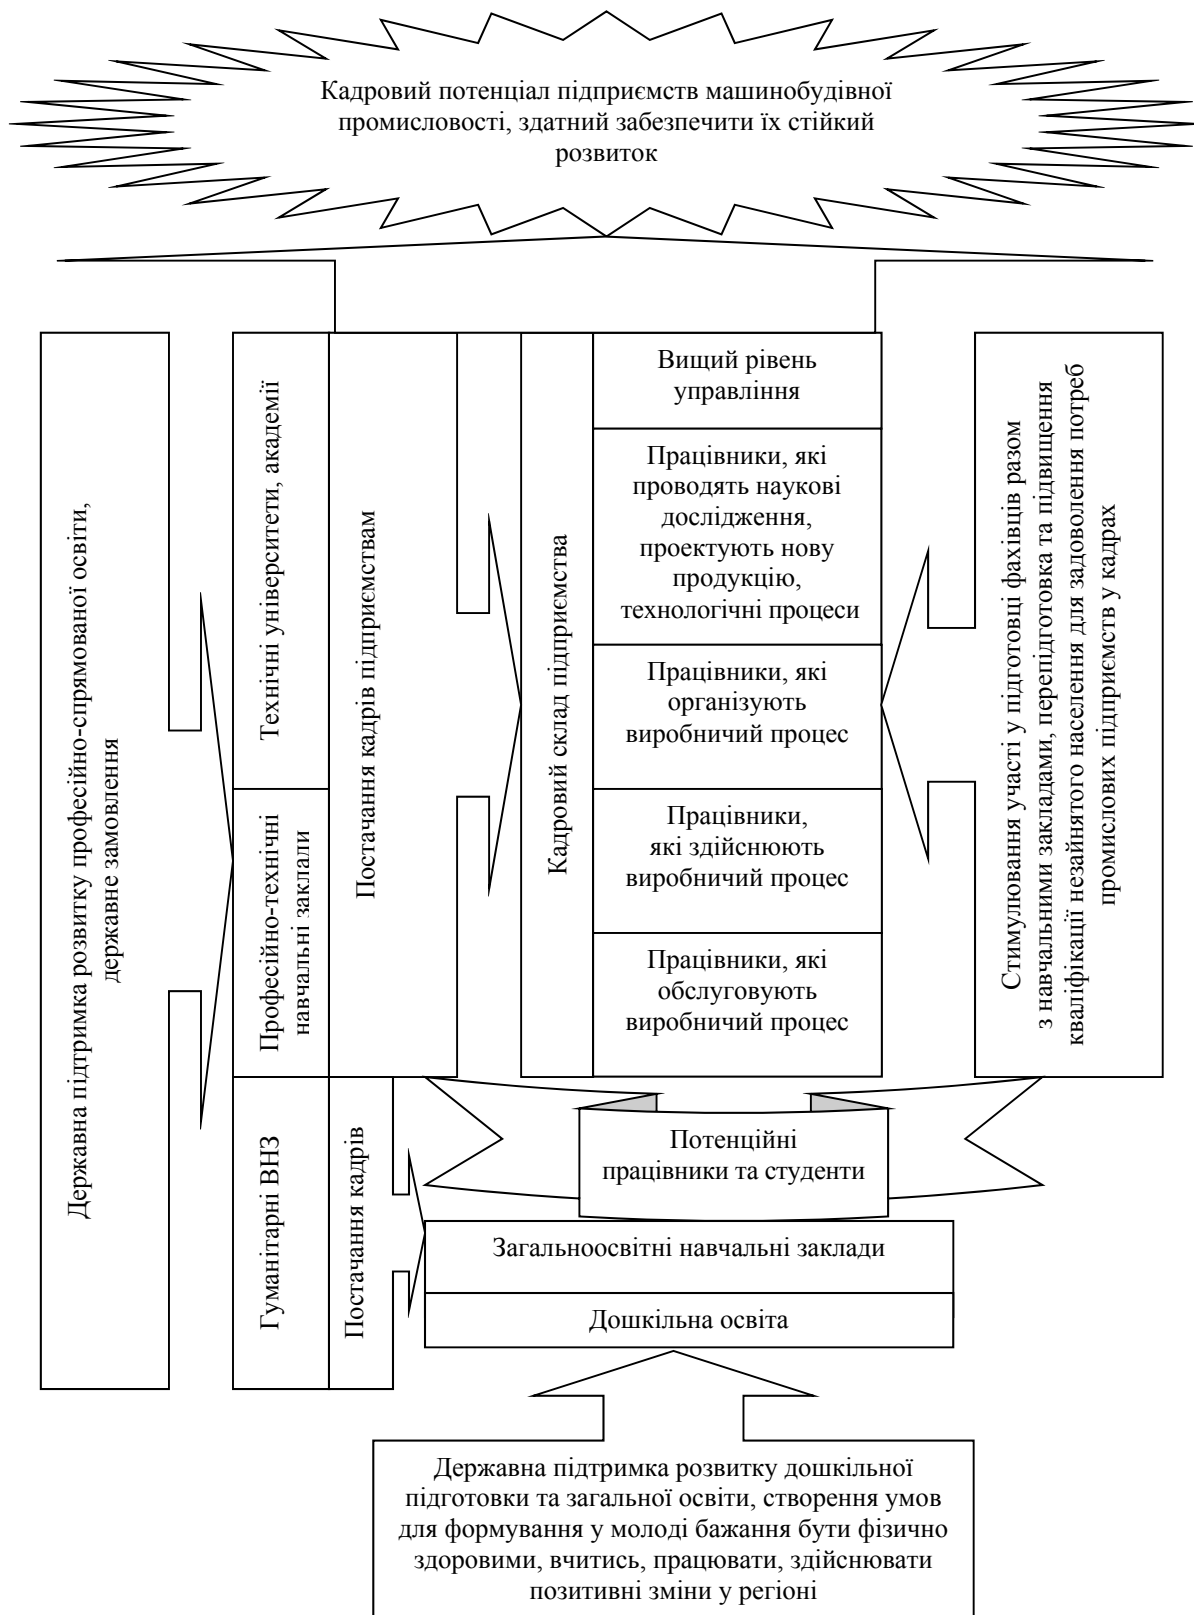 Кадровий потенціал підприємств машинобудівної
промисловості, здатний забезпечити їх стійкий
розвиток
Державна підтримка розвитку професійно-спрямованої освіти,
державне замовлення
Технічні університети, академії
Професійно-технічні
навчальні заклади
Гуманітарні ВНЗ
Постачання кадрів підприємствам
Постачання кадрів
Кадровий склад підприємства
Вищий рівень
управління
Працівники, які
проводять наукові
дослідження,
проектують нову
продукцію,
технологічні процеси
Працівники, які
організують
виробничий процес
Працівники,
які здійснюють
виробничий процес
Працівники, які
обслуговують
виробничий процес
Стимулювання участі у підготовці фахівців разом
з навчальними закладами, перепідготовка та підвищення
кваліфікації незайнятого населення для задоволення потреб
промислових підприємств у кадрах
Потенційні
працівники та студенти
Загальноосвітні навчальні заклади
Дошкільна освіта
Державна підтримка розвитку дошкільної
підготовки та загальної освіти, створення умов
для формування у молоді бажання бути фізично
здоровими, вчитись, працювати, здійснювати
позитивні зміни у регіоні